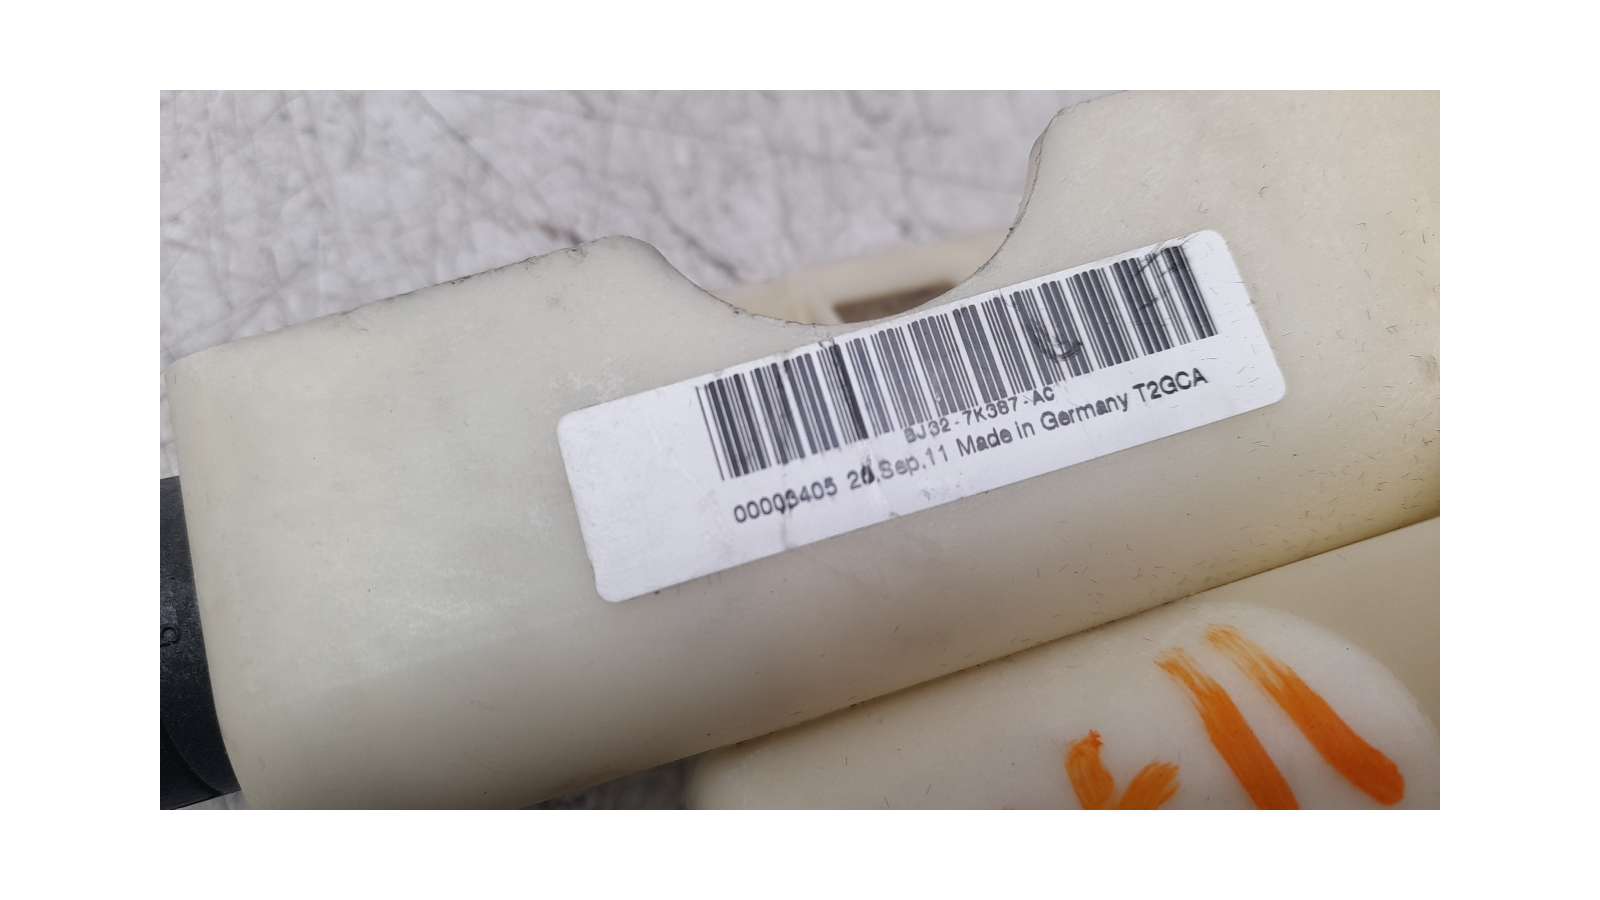 BJ32-7K387-AC
00003405 20.Sep.11 Made in Germany T2GCA